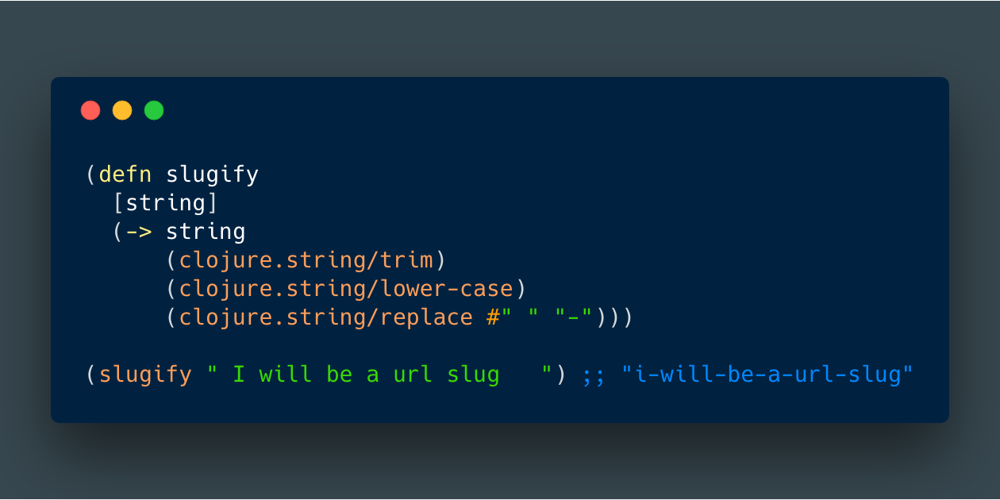 (defn slugify
  [string]
  (-> string
      (clojure.string/trim)
      (clojure.string/lower-case)
      (clojure.string/replace #" " "-")))
(slugify " I will be a url slug   ") ;; "i-will-be-a-url-slug"